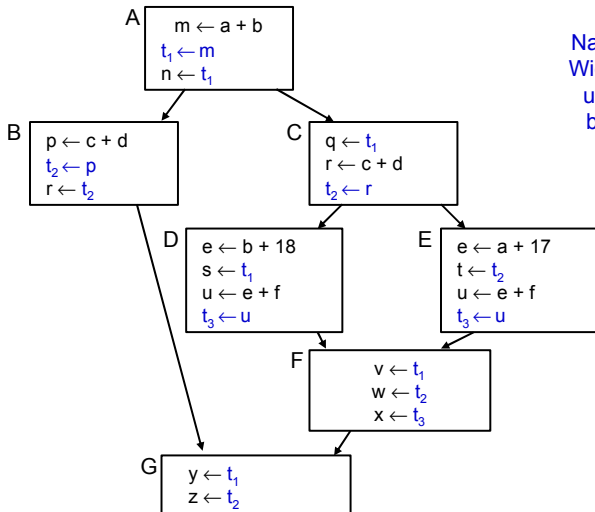 A
m ← a + b
t₁ ← m
n ← t₁
B
p ← c + d
t₂ ← p
r ← t₂
C
q ← t₁
r ← c + d
t₂ ← r
D
e ← b + 18
s ← t₁
u ← e + f
t₃ ← u
E
e ← a + 17
t ← t₂
u ← e + f
t₃ ← u
F
v ← t₁
w ← t₂
x ← t₃
G
y ← t₁
z ← t₂